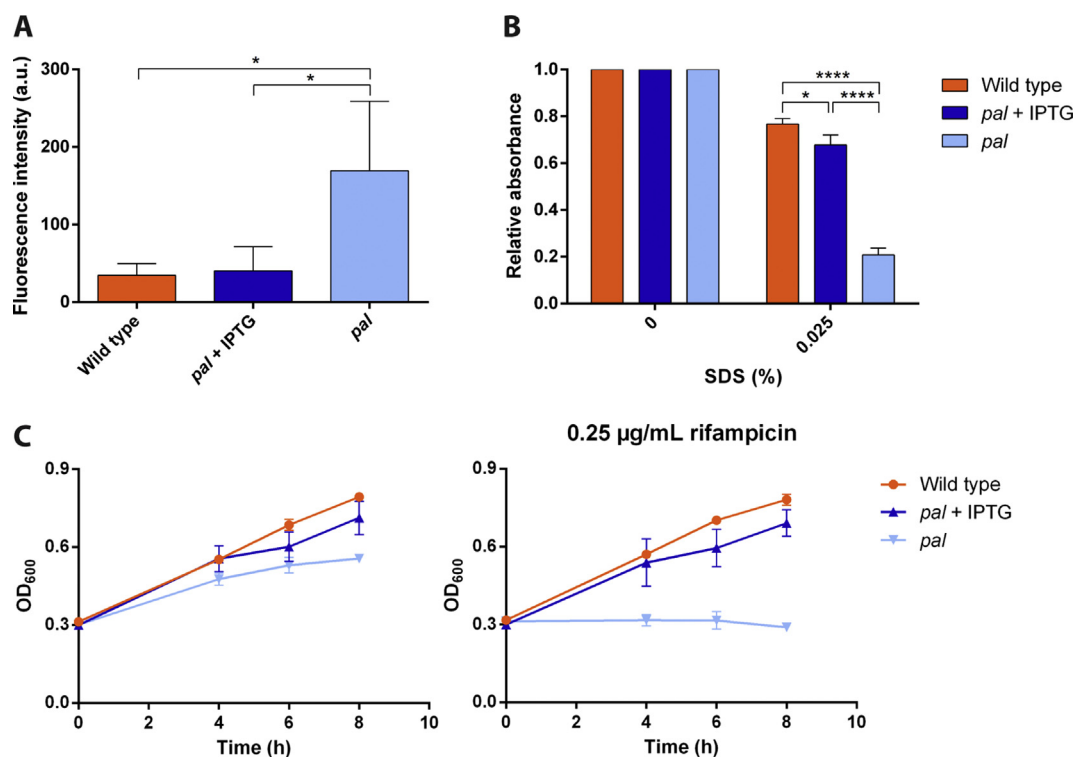 A
Fluorescence intensity (a.u.)
300
200
100
0
*
*
Wild type
pal + IPTG
pal
B
Relative absorbance
1.0
0.8
0.6
0.4
0.2
0.0
****
* ****
0
0.025
SDS (%)
Wild type
pal + IPTG
pal
C
OD600
0.9
0.6
0.3
0.0
0 2 4 6 8 10
Time (h)
0.25 µg/mL rifampicin
OD600
0.9
0.6
0.3
0.0
0 2 4 6 8 10
Time (h)
Wild type
pal + IPTG
pal